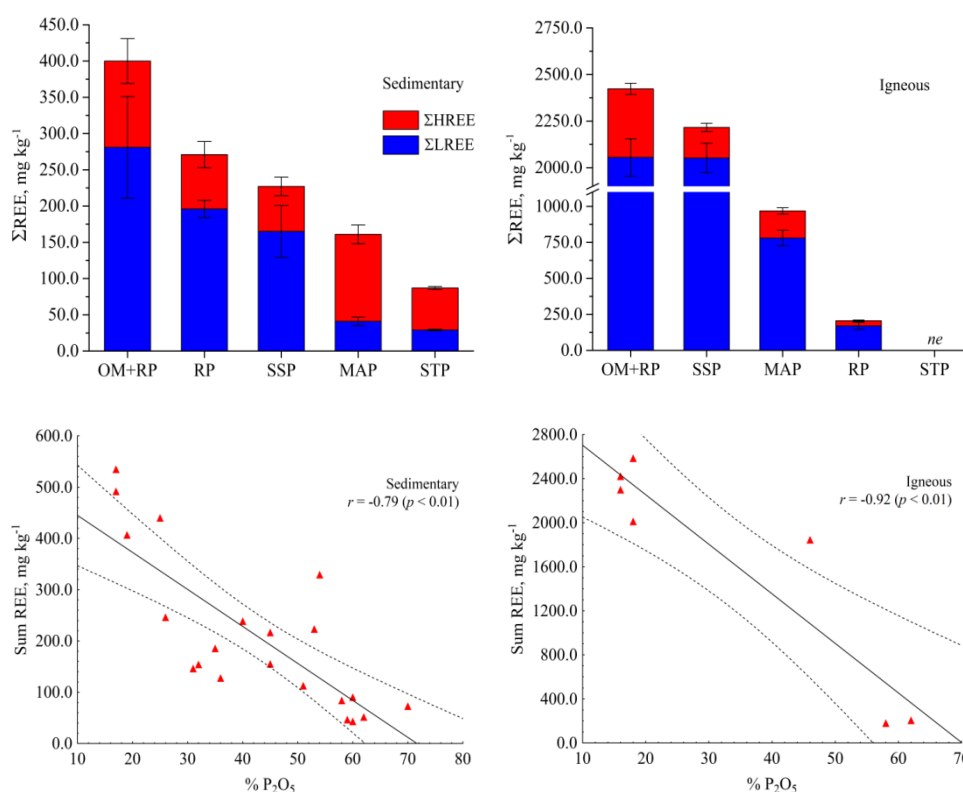 450.0
400.0
350.0
300.0
250.0
200.0
150.0
100.0
50.0
0.0
ΣREE, mg kg⁻¹
Sedimentary
ΣHREE
ΣLREE
OM+RP RP SSP MAP STP
2750.0
2500.0
2250.0
2000.0
1000.0
750.0
500.0
250.0
0.0
ΣREE, mg kg⁻¹
Igneous
ne
OM+RP SSP MAP RP STP
600.0
500.0
400.0
300.0
200.0
100.0
0.0
Sum REE, mg kg⁻¹
Sedimentary
r = -0.79 (p < 0.01)
10 20 30 40 50 60 70 80
% P₂O₅
2800.0
2400.0
2000.0
1600.0
1200.0
800.0
400.0
0.0
Sum REE, mg kg⁻¹
Igneous
r = -0.92 (p < 0.01)
10 20 30 40 50 60 70
% P₂O₅